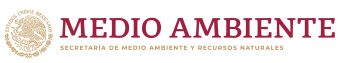 MEDIO AMBIENTE
SECRETARÍA DE MEDIO AMBIENTE Y RECURSOS NATURALES